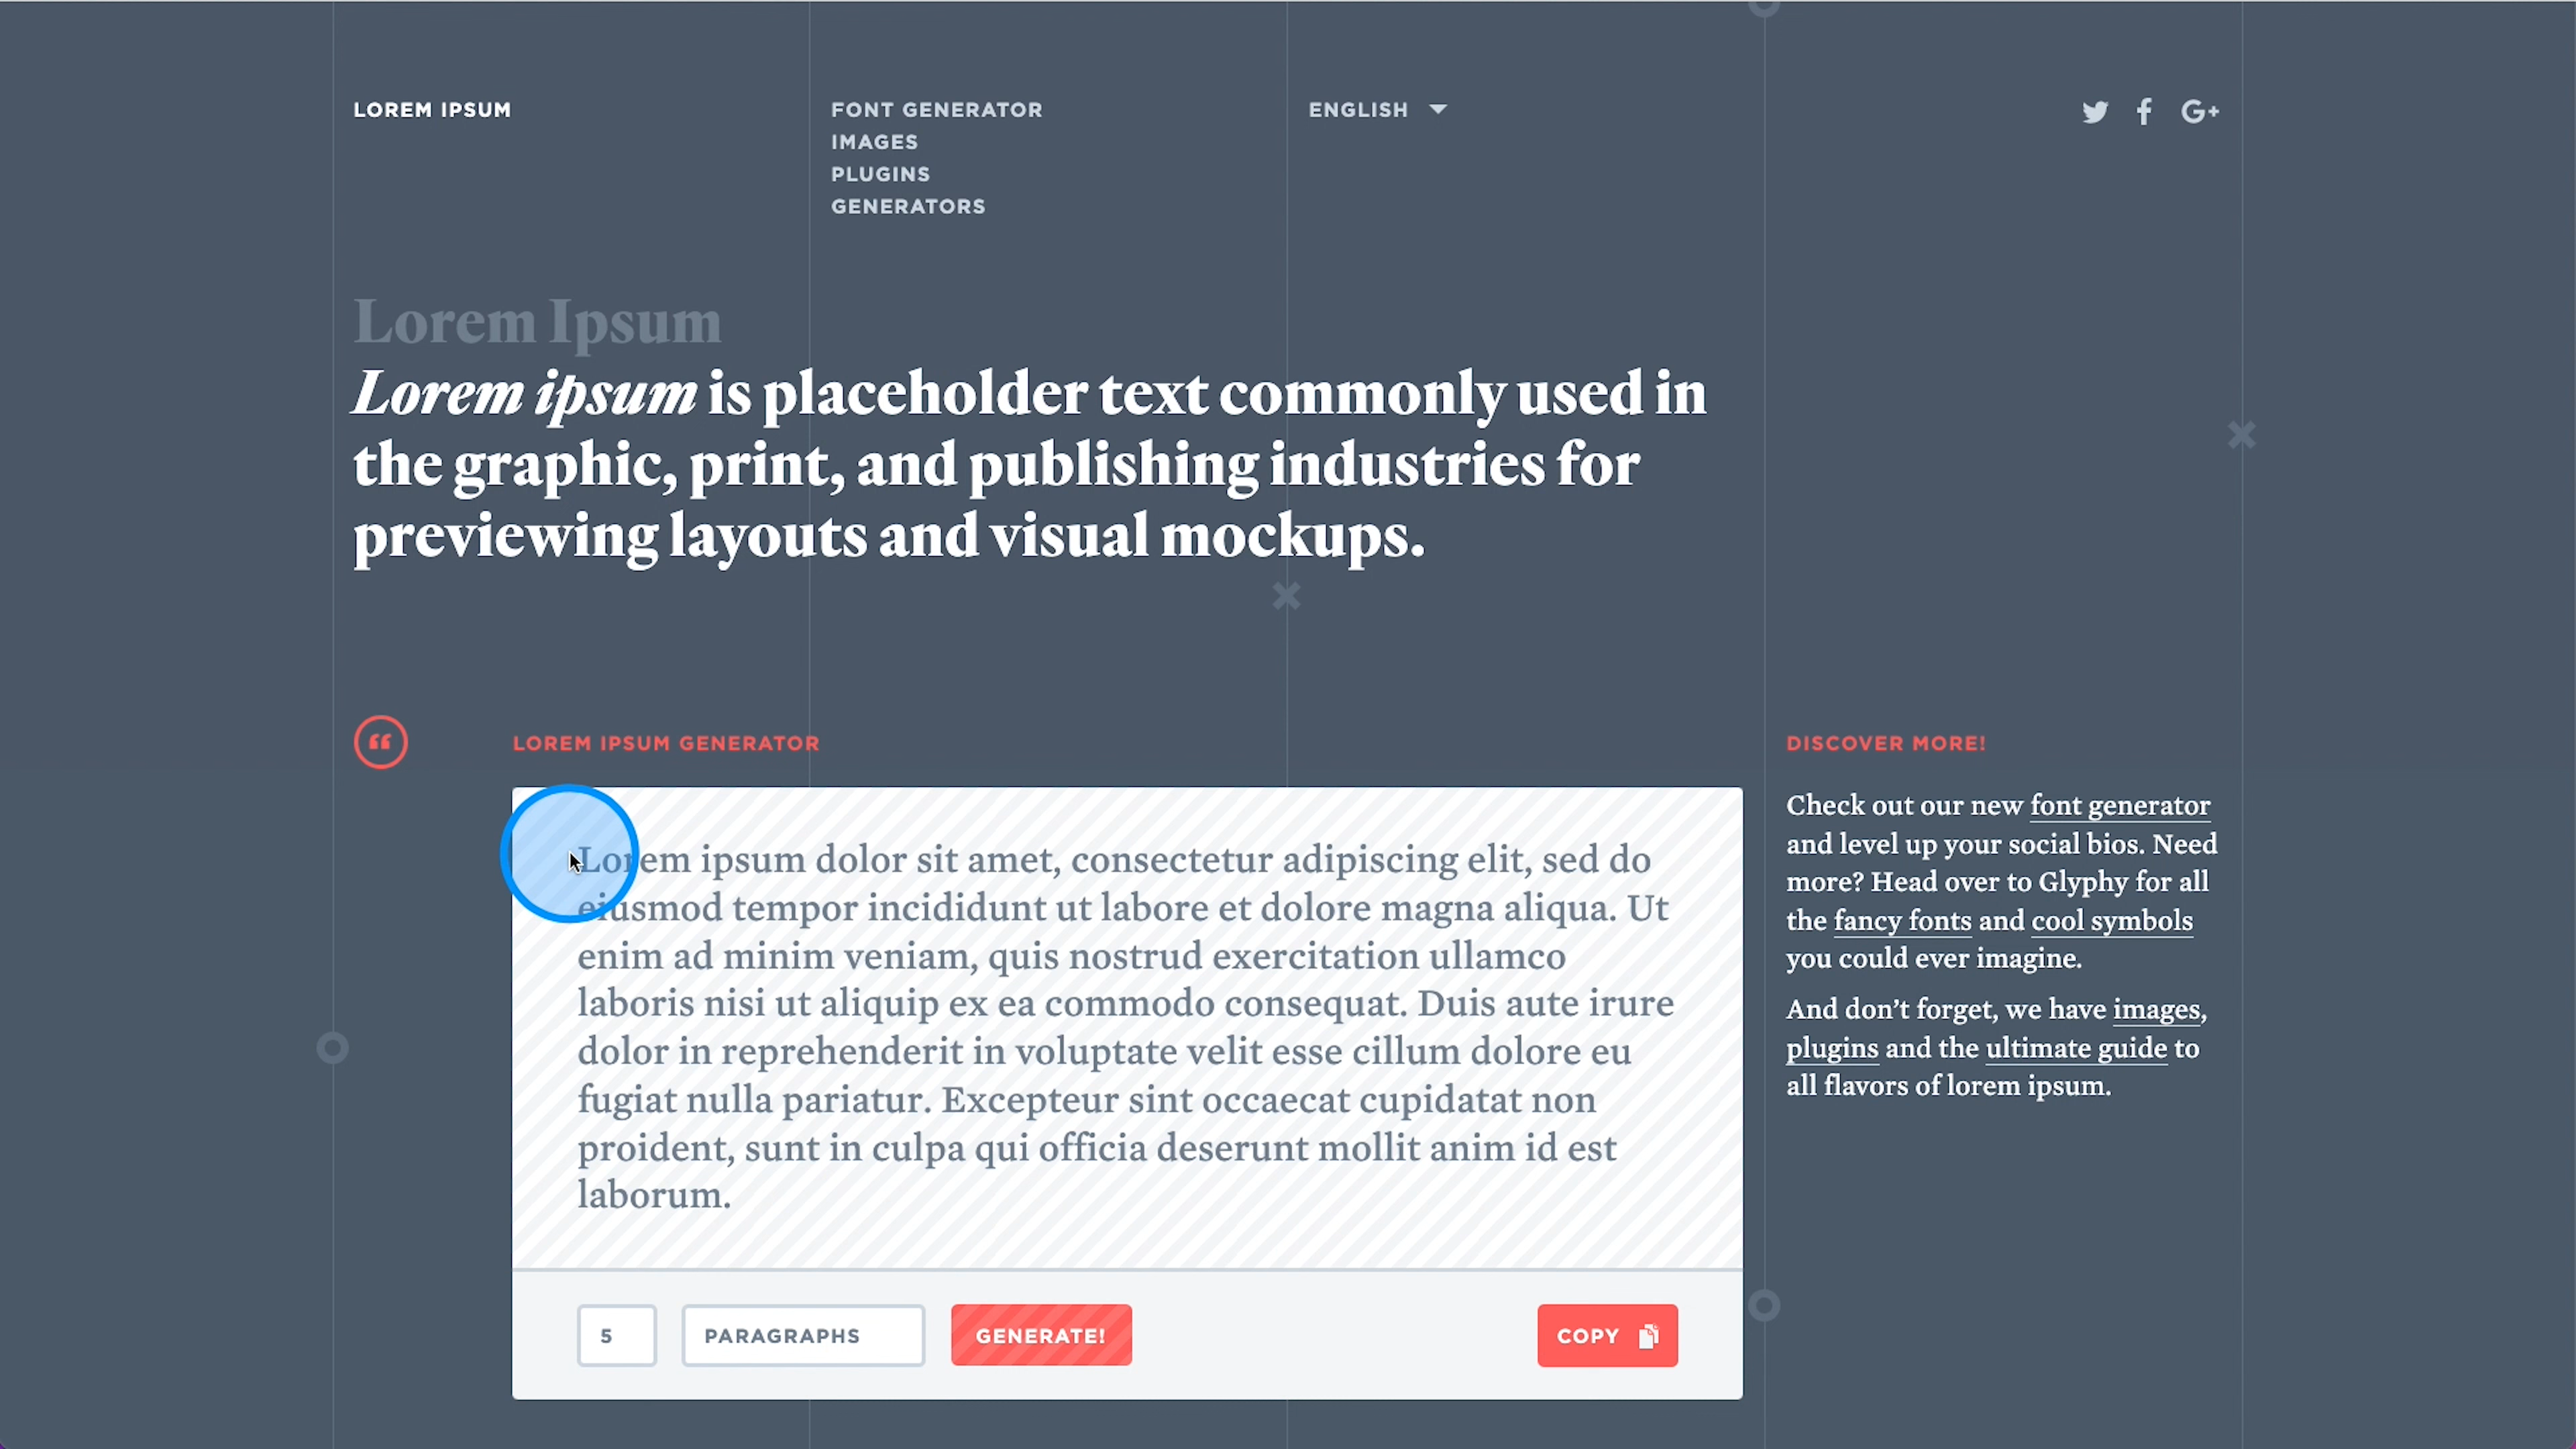 LOREM IPSUM
FONT GENERATOR
IMAGES
PLUGINS
GENERATORS
ENGLISH
G+
Lorem Ipsum
Lorem ipsum is placeholder text commonly used in
the graphic, print, and publishing industries for
previewing layouts and visual mockups.
LOREM IPSUM GENERATOR
Lorem ipsum dolor sit amet, consectetur adipiscing elit, sed do
eiusmod tempor incididunt ut labore et dolore magna aliqua. Ut
enim ad minim veniam, quis nostrud exercitation ullamco
laboris nisi ut aliquip ex ea commodo consequat. Duis aute irure
dolor in reprehenderit in voluptate velit esse cillum dolore eu
fugiat nulla pariatur. Excepteur sint occaecat cupidatat non
proident, sunt in culpa qui officia deserunt mollit anim id est
laborum.
5
PARAGRAPHS
GENERATE!
COPY
DISCOVER MORE!
Check out our new font generator
and level up your social bios. Need
more? Head over to Glyphy for all
the fancy fonts and cool symbols
you could ever imagine.
And don’t forget, we have images,
plugins and the ultimate guide to
all flavors of lorem ipsum.